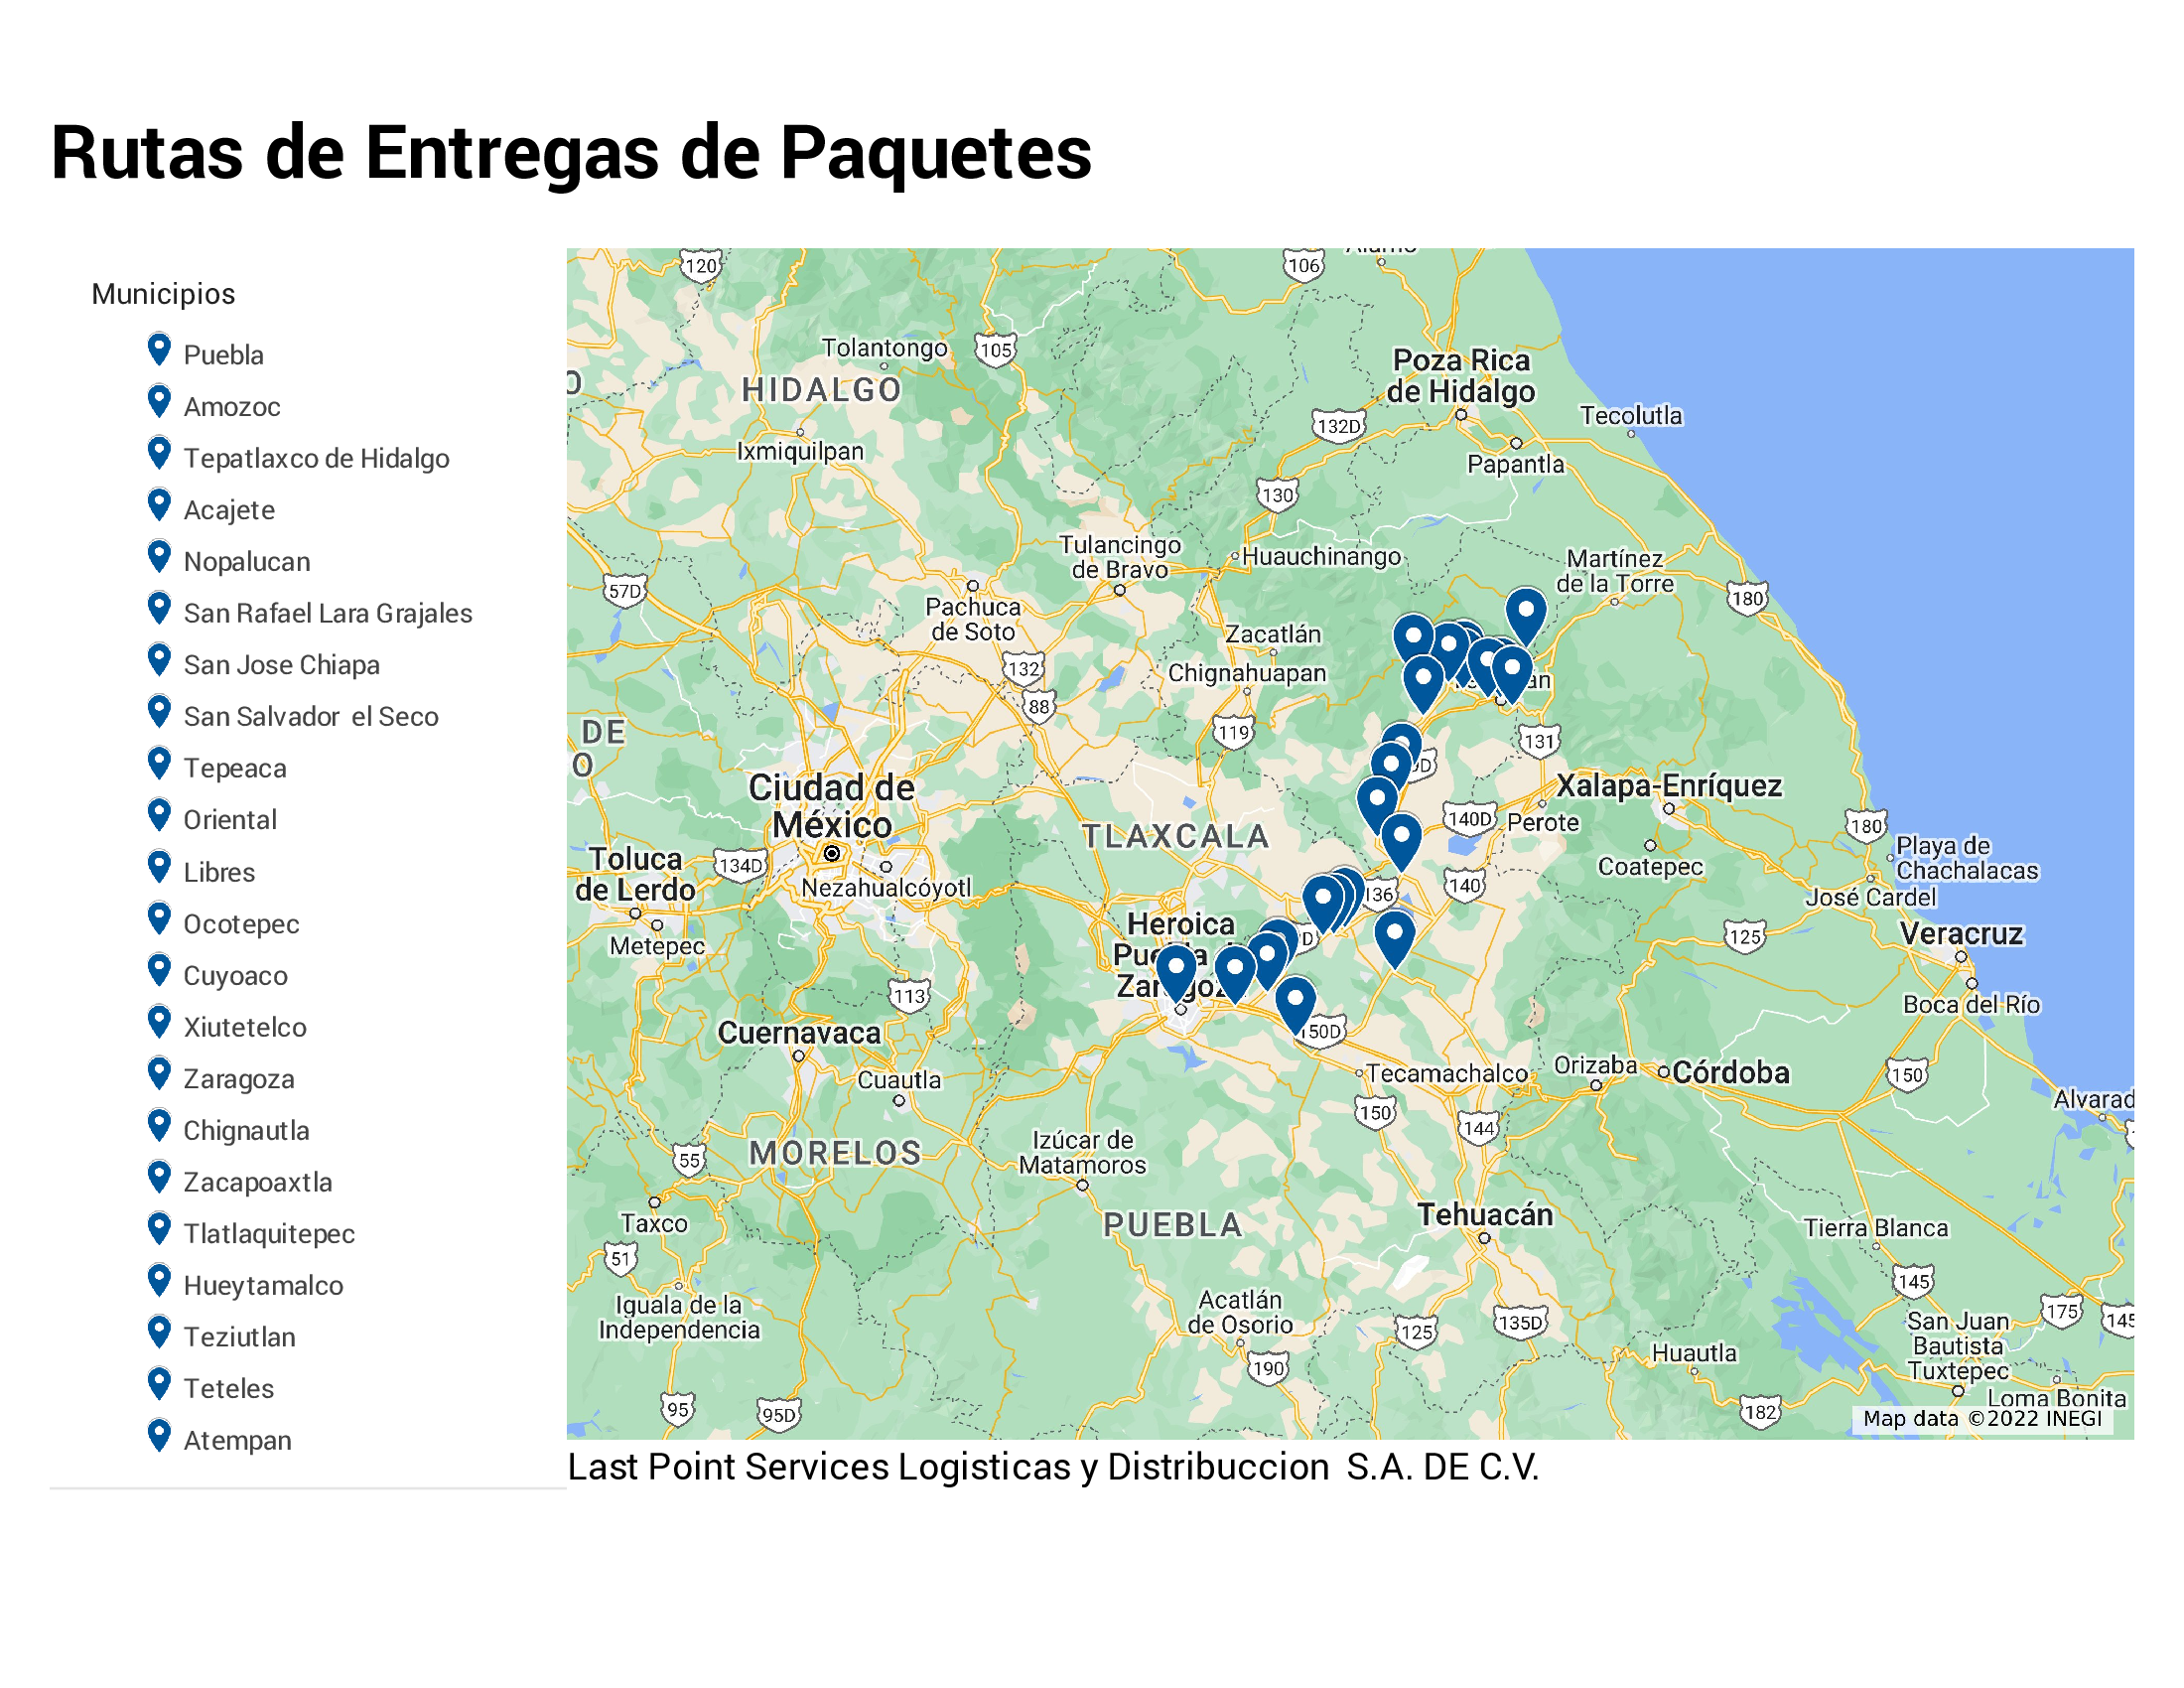 Rutas de Entregas de Paquetes
Municipios
Puebla
Amozoc
Tepatlaxco de Hidalgo
Acajete
Nopalucan
San Rafael Lara Grajales
San Jose Chiapa
San Salvador el Seco
Tepeaca
Oriental
Libres
Ocotepec
Cuyoaco
Xiutetelco
Zaragoza
Chignautla
Zacapoaxtla
Tlatlaquitepec
Hueytamalco
Teziutlan
Teteles
Atempan
120
106
105
Tolantongo
HIDALGO
Ixmiquilpan
Poza Rica
de Hidalgo
Tecolutla
132D
Papantla
130
Tulancingo
de Bravo
Huauchinango
Martínez
de la Torre
57D
180
Pachuca
de Soto
Zacatlán
132
Chignahuapan
88
119
131
DE
O
Ciudad de
México
Xalapa-Enríquez
TLAXCALA
140D
Perote
180
Toluca
de Lerdo
134D
Nezahualcóyotl
Coatepec
Playa de
Chachalacas
136
140
José Cardel
Metepec
Heroica
125
Veracruz
113
Boca del Río
150D
Cuernavaca
Cuautla
Tecamachalco
Orizaba
Córdoba
150
150
144
MORELOS
Izúcar de
Matamoros
55
Taxco
PUEBLA
Tehuacán
Tierra Blanca
51
145
Iguala de la
Independencia
Acatlán
de Osorio
125
135D
175
145
San Juan
Bautista
Tuxtepec
Huautla
190
95
95D
182
Loma Bonita
Map data ©2022 INEGI
Last Point Services Logisticas y Distribuccion S.A. DE C.V.